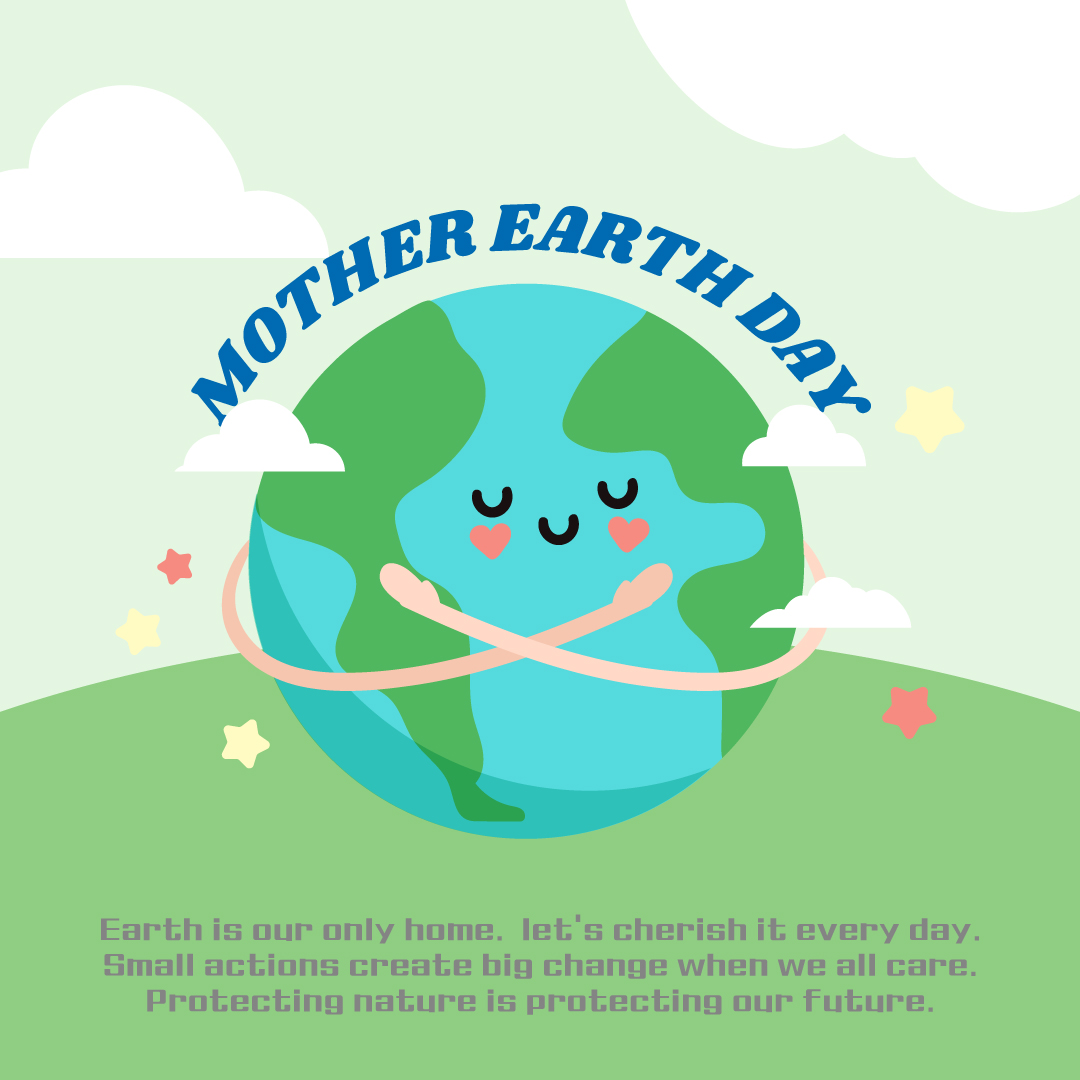 MOTHER EARTH DAY
Earth is our only home. let's cherish it every day.
Small actions create big change when we all care.
Protecting nature is protecting our future.